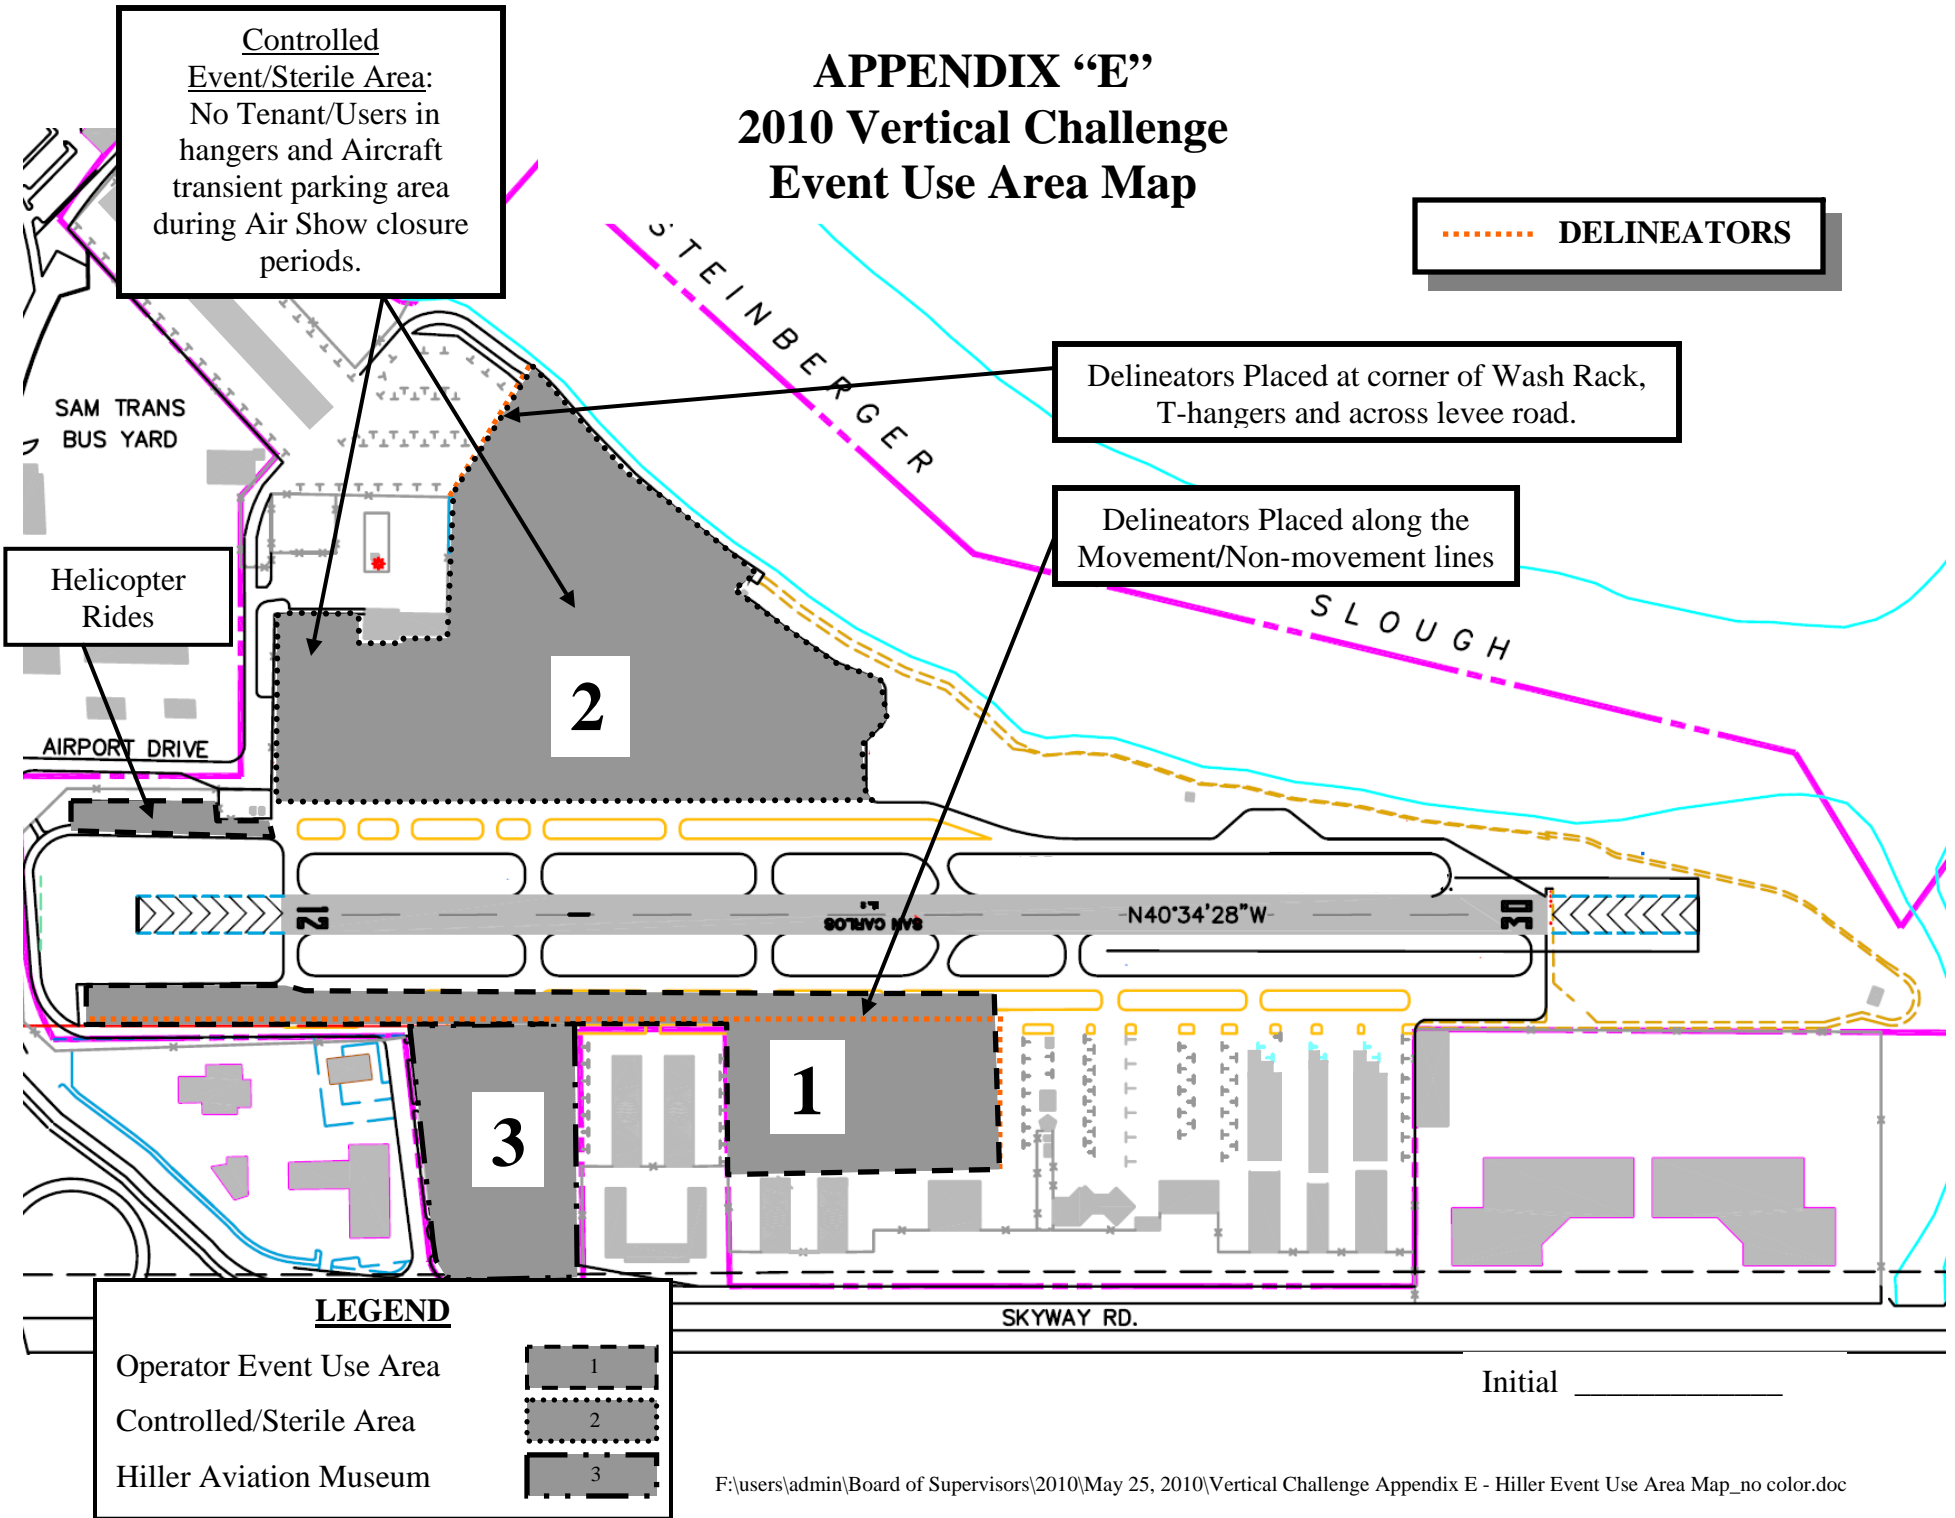 Controlled
Event/Sterile Area:
No Tenant/Users in
hangers and Aircraft
transient parking area
during Air Show closure
periods.
APPENDIX “E”
2010 Vertical Challenge
Event Use Area Map
DELINEATORS
STEINBERGER
SLOUGH
Delineators Placed at corner of Wash Rack,
T-hangers and across levee road.
Delineators Placed along the
Movement/Non-movement lines
SAM TRANS
BUS YARD
Helicopter
Rides
AIRPORT DRIVE
2
12
SAN CARLOS
N40°34'28"W
30
1
3
SKYWAY RD.
LEGEND
Operator Event Use Area 1
Controlled/Sterile Area 2
Hiller Aviation Museum 3
Initial _____________
F:\users\admin\Board of Supervisors\2010\May 25, 2010\Vertical Challenge Appendix E - Hiller Event Use Area Map_no color.doc